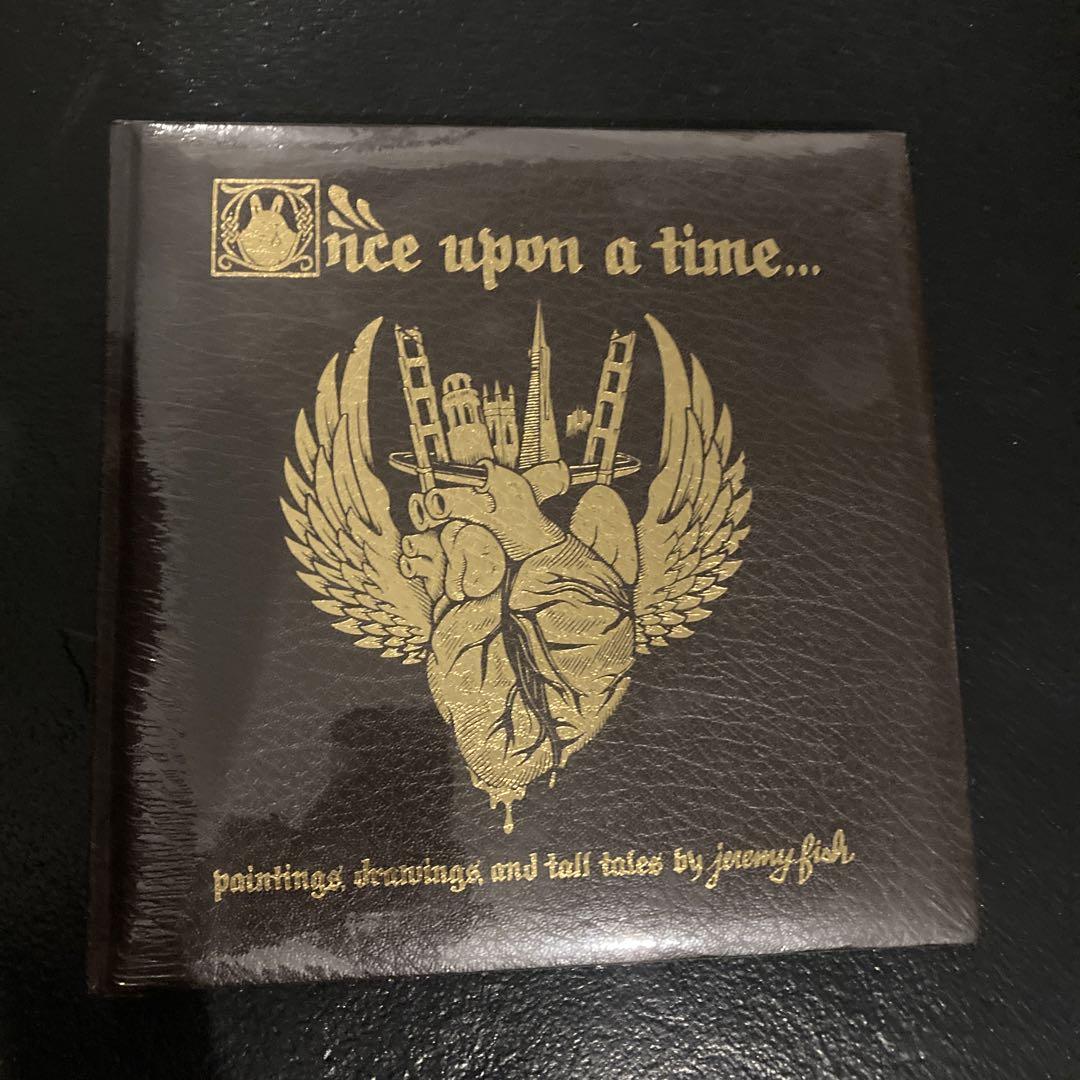 Once upon a time...
paintings, drawings, and tall tales by jeremy fish